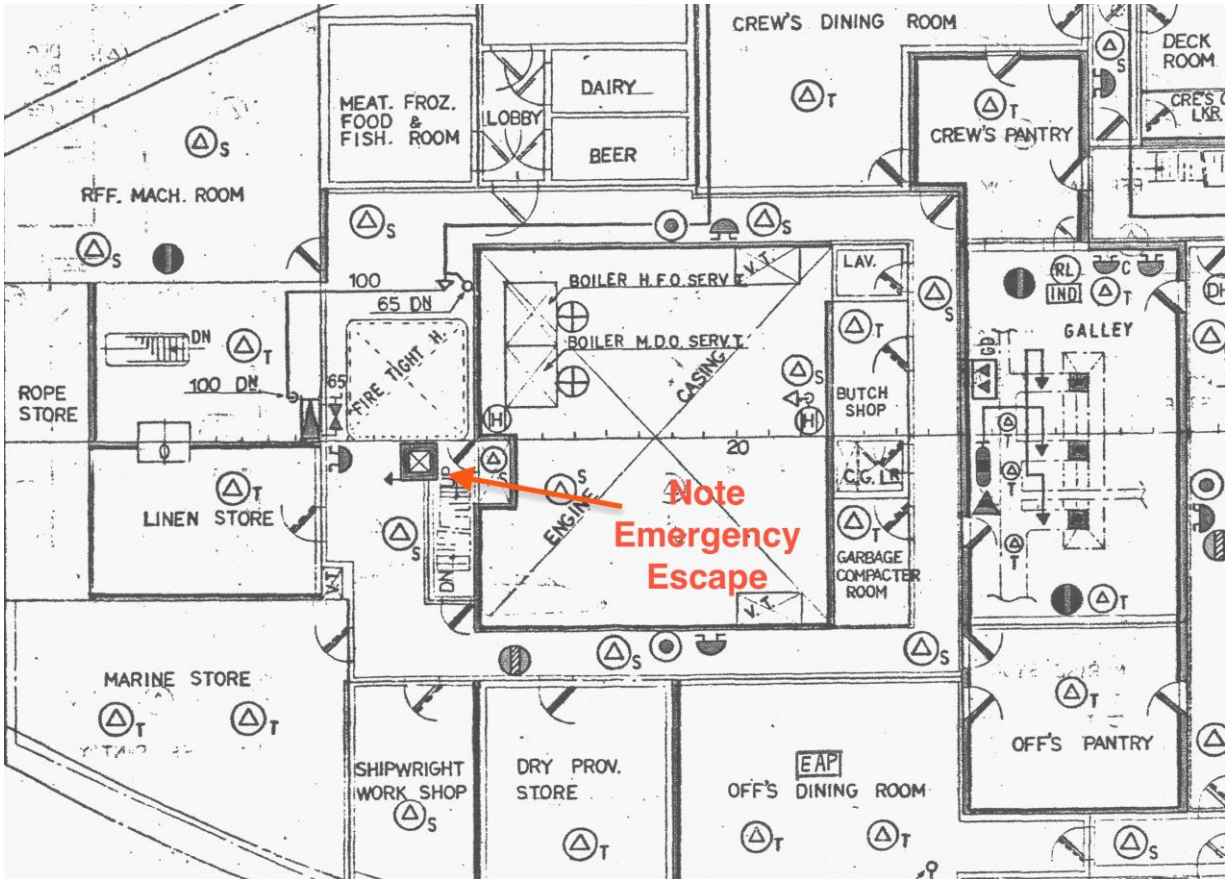 CREW'S DINING ROOM
DECK
ROOM
MEAT. FROZ.
FOOD &
FISH. ROOM
LOBBY
DAIRY
BEER
T
S
CREW'S PANTRY
T
LKR
S
RFF. MACH. ROOM
S
S
S
100
65 DN
BOILER H.F.O. SERV. T.
V.T.
LAV.
RL
IND
C
T
DH
GALLEY
DN
T
FIRE TIGHT H.
BOILER M.D.O. SERV. T.
CASING
S
T
S
GD
ROPE
STORE
100 DN
65
H
S
H
BUTCH
SHOP
20
T
LINEN STORE
T
S
ENGINE
S
C.G. LR
T
Note
Emergency
Escape
S
DN
T
GARBAGE
COMPACTER
ROOM
T
V.T.
V.T.
T
MARINE STORE
T
T
S
S
T
OFF'S PANTRY
SHIPWRIGHT
WORK SHOP
S
DRY PROV.
STORE
T
EAP
OFF'S DINING ROOM
T
T
S